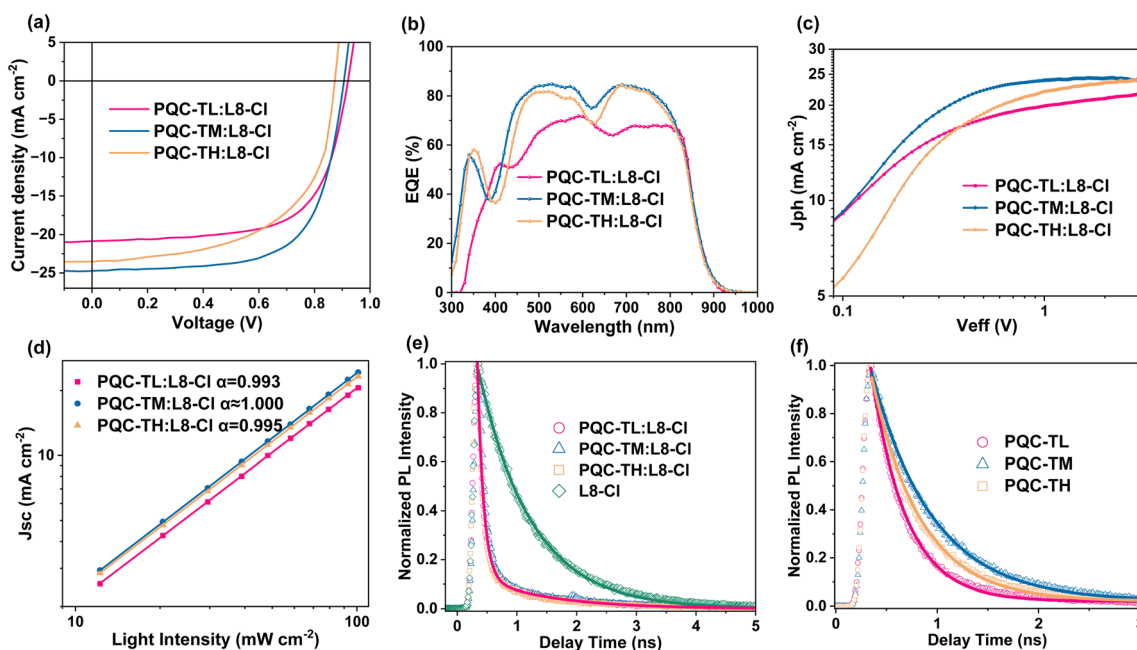 (a)
Current density (mA cm⁻²)
5
0
−5
−10
−15
−20
−25
0.0
0.2
0.4
0.6
0.8
1.0
Voltage (V)
PQC-TL:L8-Cl
PQC-TM:L8-Cl
PQC-TH:L8-Cl
(b)
EQE (%)
100
80
60
40
20
0
300 400 500 600 700 800 900 1000
Wavelength (nm)
PQC-TL:L8-Cl
PQC-TM:L8-Cl
PQC-TH:L8-Cl
(c)
Jph (mA cm⁻²)
30
25
20
15
10
5
0.1
1
Veff (V)
PQC-TL:L8-Cl
PQC-TM:L8-Cl
PQC-TH:L8-Cl
(d)
Jsc (mA cm⁻²)
10
10
100
Light Intensity (mW cm⁻²)
PQC-TL:L8-Cl α=0.993
PQC-TM:L8-Cl α≈1.000
PQC-TH:L8-Cl α=0.995
(e)
Normalized PL Intensity
1.0
0.8
0.6
0.4
0.2
0.0
0 1 2 3 4 5
Delay Time (ns)
PQC-TL:L8-Cl
PQC-TM:L8-Cl
PQC-TH:L8-Cl
L8-Cl
(f)
Normalized PL Intensity
1.0
0.8
0.6
0.4
0.2
0.0
0 1 2
Delay Time (ns)
PQC-TL
PQC-TM
PQC-TH